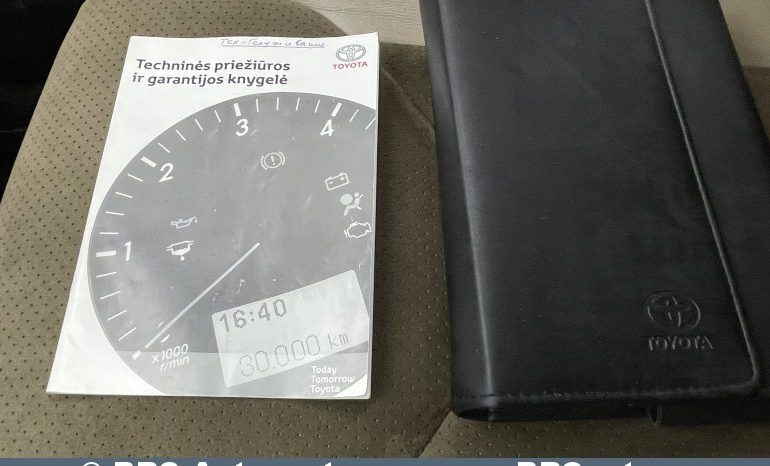 Техобслуживание
TOYOTA
Techninės priežiūros
ir garantijos knygelė
1
2
3
4
x1000
r/min
16:40
30.000 km
Today
Tomorrow
Toyota
TOYOTA